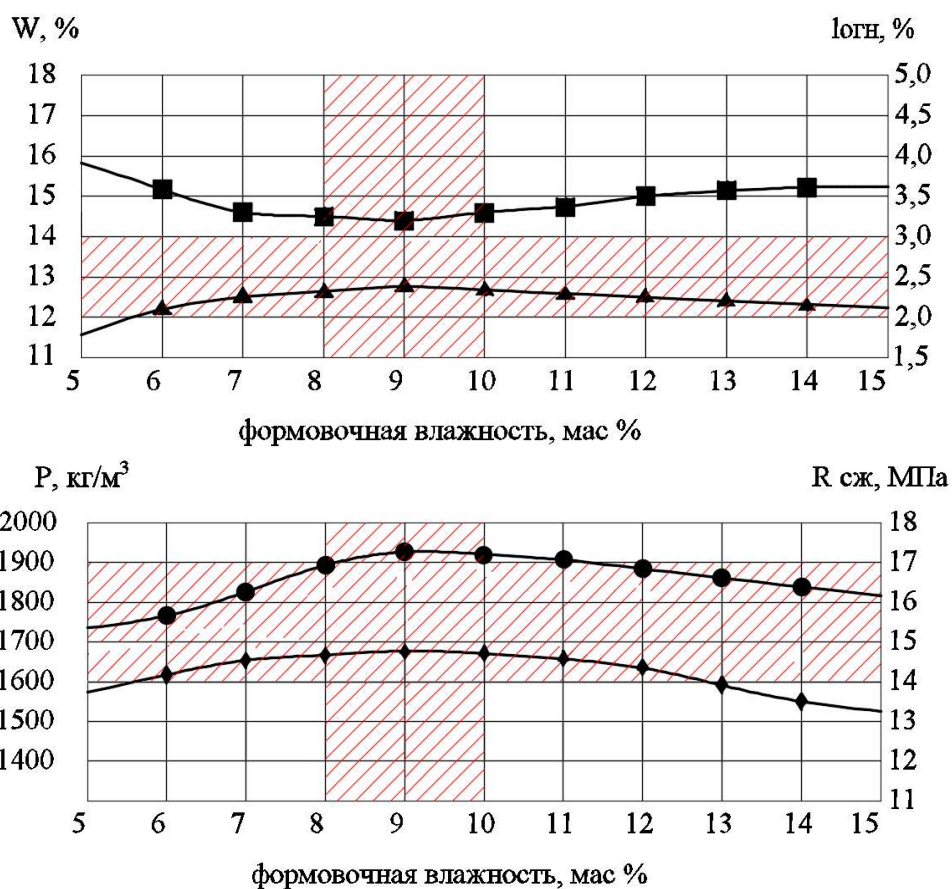 W, % lогн, %
18 5,0
17 4,5
16 4,0
15 3,5
14 3,0
13 2,5
12 2,0
11 1,5
5 6 7 8 9 10 11 12 13 14 15
формовочная влажность, мас %
P, кг/м³ R сж, МПа
2000 18
1900 17
1800 16
1700 15
1600 14
1500 13
1400 12
11
5 6 7 8 9 10 11 12 13 14 15
формовочная влажность, мас %